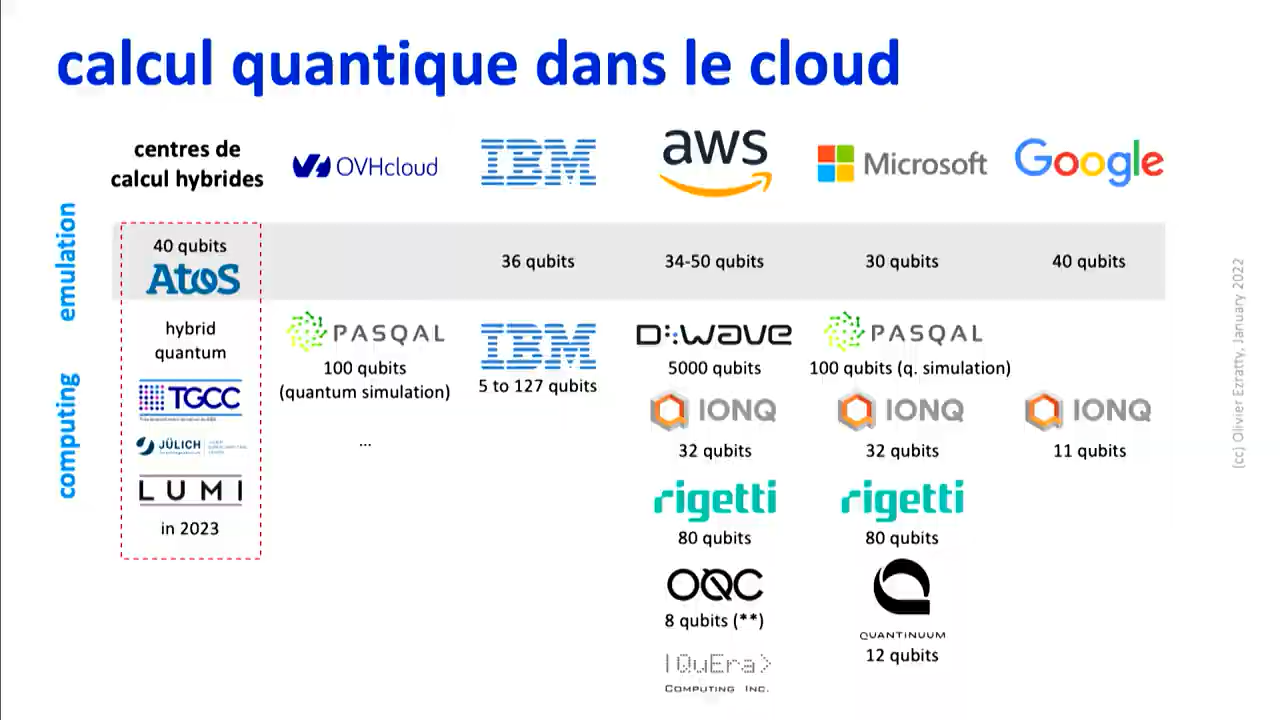 calcul quantique dans le cloud
centres de
calcul hybrides
OVHcloud
IBM
aws
Microsoft
Google
emulation
40 qubits
Atos
36 qubits
34-50 qubits
30 qubits
40 qubits
computing
hybrid
quantum
TGCC
JÜLICH
LUMI
in 2023
PASQAL
100 qubits
(quantum simulation)
...
IBM
5 to 127 qubits
D:wave
5000 qubits
IONQ
32 qubits
rigetti
80 qubits
OQC
8 qubits (**)
|QuEra>
COMPUTING INC.
PASQAL
100 qubits (q. simulation)
IONQ
32 qubits
rigetti
80 qubits
QUANTINUUM
12 qubits
IONQ
11 qubits
(cc) Olivier Ezratty, January 2022